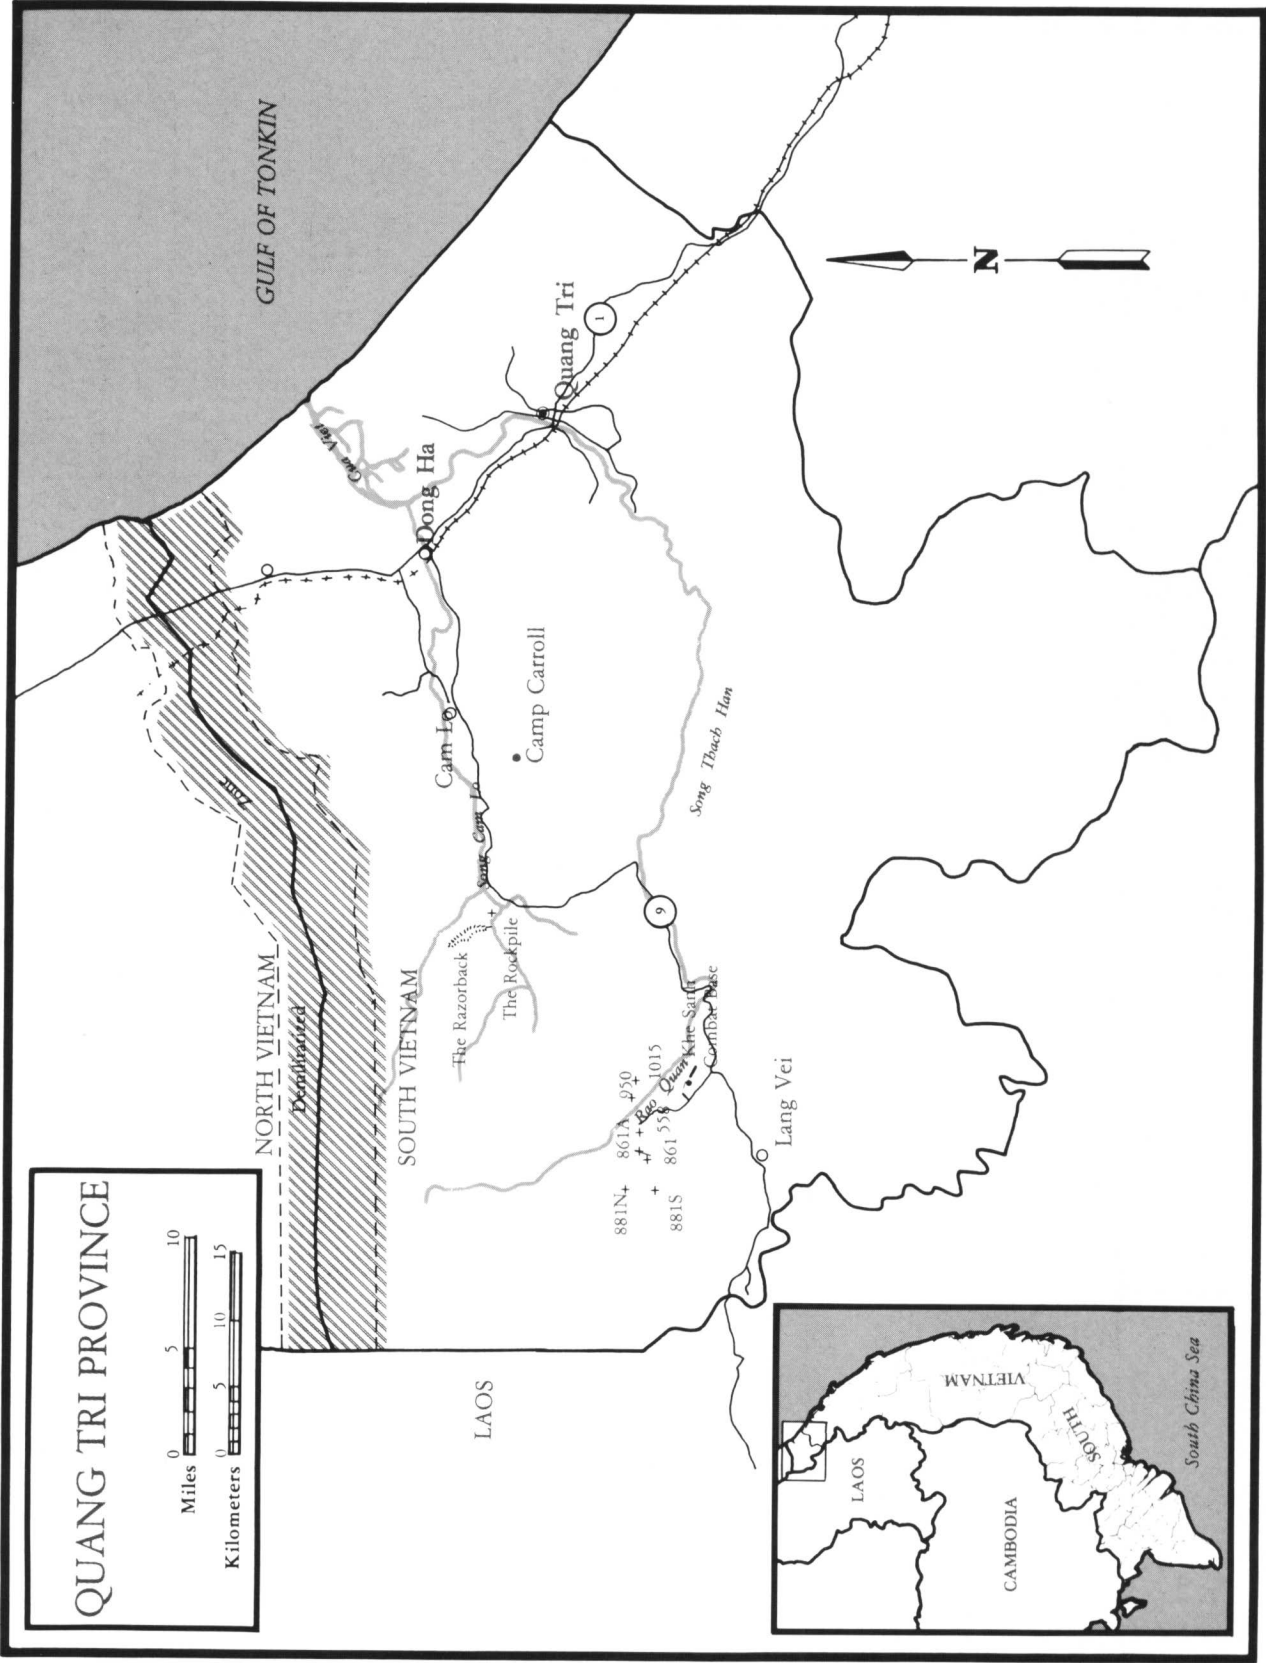 QUANG TRI PROVINCE
0 5 10
Miles
0 5 10 15
Kilometers
GULF OF TONKIN
NORTH VIETNAM
Demilitarized
Zone
SOUTH VIETNAM
Cua Viet
Dong Ha
Quang Tri
1
Cam Lo
Song Cam Lo
Camp Carroll
The Razorback
The Rockpile
Song Thach Han
9
881N
861A
950
1015
881S
861
558
Rao Quan
Khe Sanh
Combat Base
Lang Vei
LAOS
N
LAOS
CAMBODIA
SOUTH
VIETNAM
South China Sea